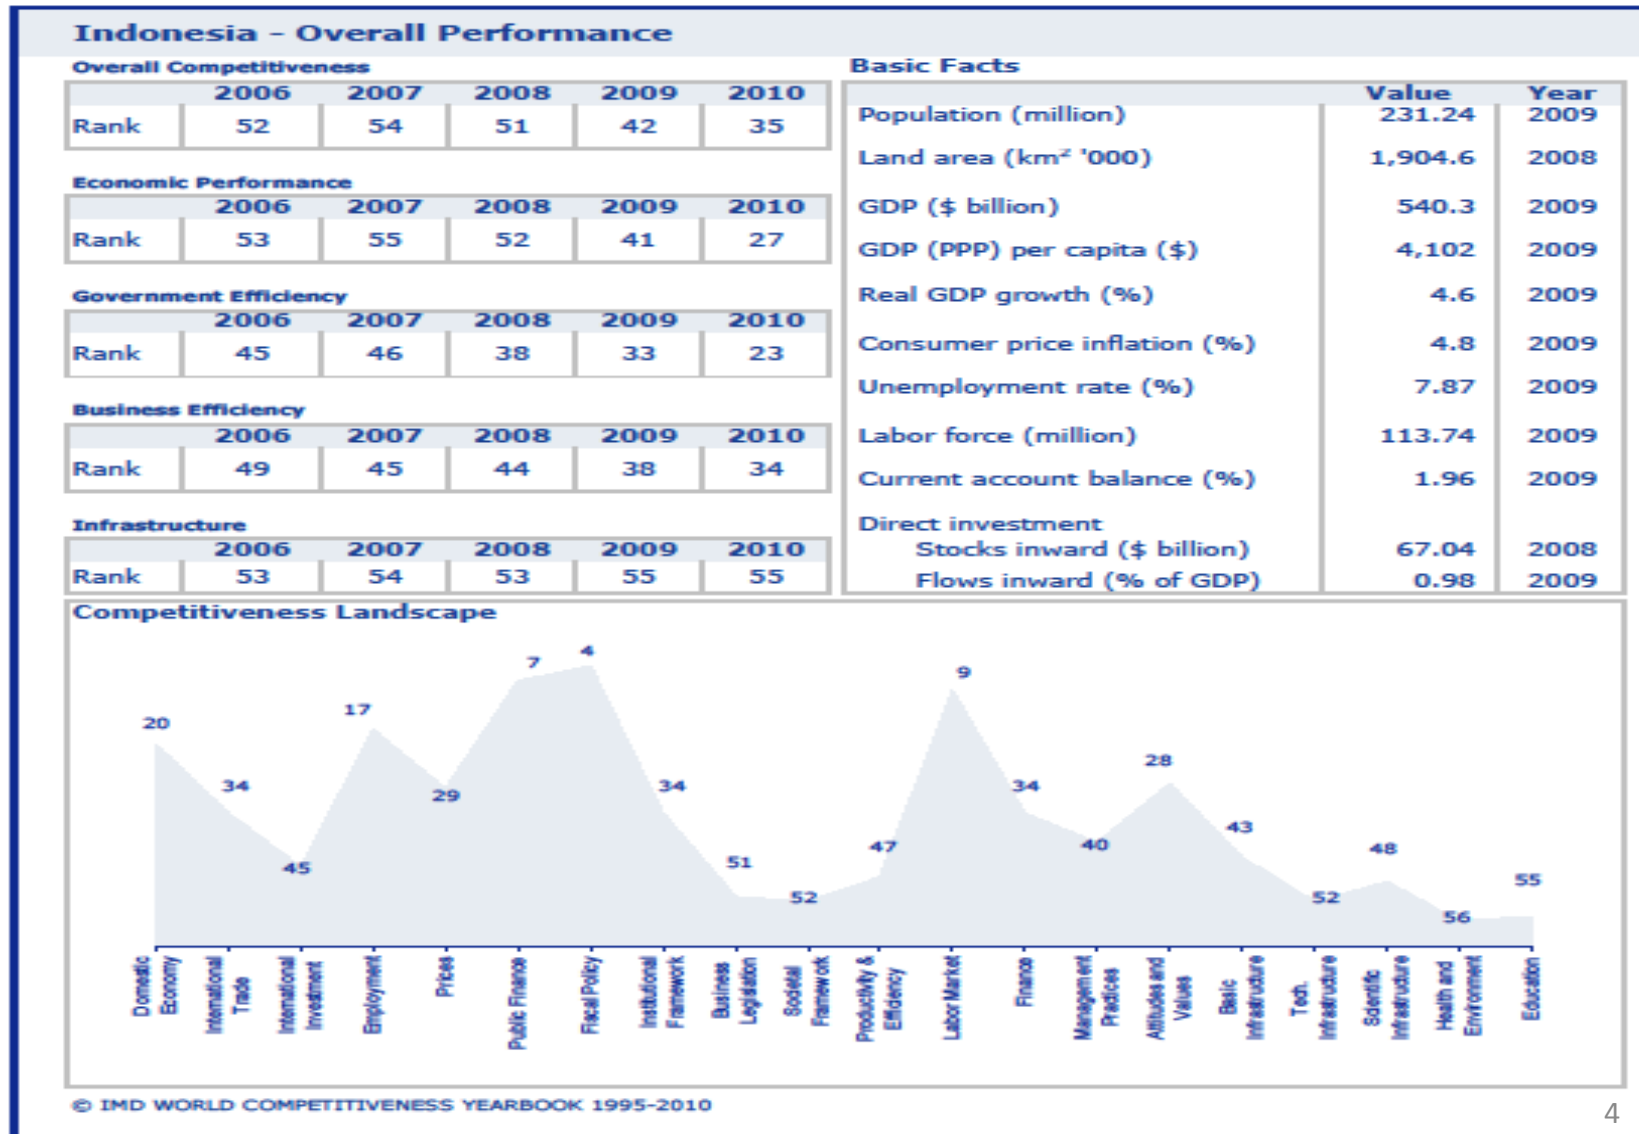 Indonesia - Overall Performance
Overall Competitiveness
2006 2007 2008 2009 2010
Rank 52 54 51 42 35
Economic Performance
2006 2007 2008 2009 2010
Rank 53 55 52 41 27
Government Efficiency
2006 2007 2008 2009 2010
Rank 45 46 38 33 23
Business Efficiency
2006 2007 2008 2009 2010
Rank 49 45 44 38 34
Infrastructure
2006 2007 2008 2009 2010
Rank 53 54 53 55 55
Basic Facts
Value Year
Population (million) 231.24 2009
Land area (km² '000) 1,904.6 2008
GDP ($ billion) 540.3 2009
GDP (PPP) per capita ($) 4,102 2009
Real GDP growth (%) 4.6 2009
Consumer price inflation (%) 4.8 2009
Unemployment rate (%) 7.87 2009
Labor force (million) 113.74 2009
Current account balance (%) 1.96 2009
Direct investment
Stocks inward ($ billion) 67.04 2008
Flows inward (% of GDP) 0.98 2009
Competitiveness Landscape
20
34
45
17
29
7
4
34
51
52
47
9
34
40
28
43
52
48
56
55
Domestic
Economy
International
Trade
International
Investment
Employment
Prices
Public Finance
Fiscal Policy
Institutional
Framework
Business
Legislation
Societal
Framework
Productivity &
Efficiency
Labor Market
Finance
Management
Practices
Attitudes and
Values
Basic
Infrastructure
Tech.
Infrastructure
Scientific
Infrastructure
Health and
Environment
Education
© IMD WORLD COMPETITIVENESS YEARBOOK 1995-2010
4